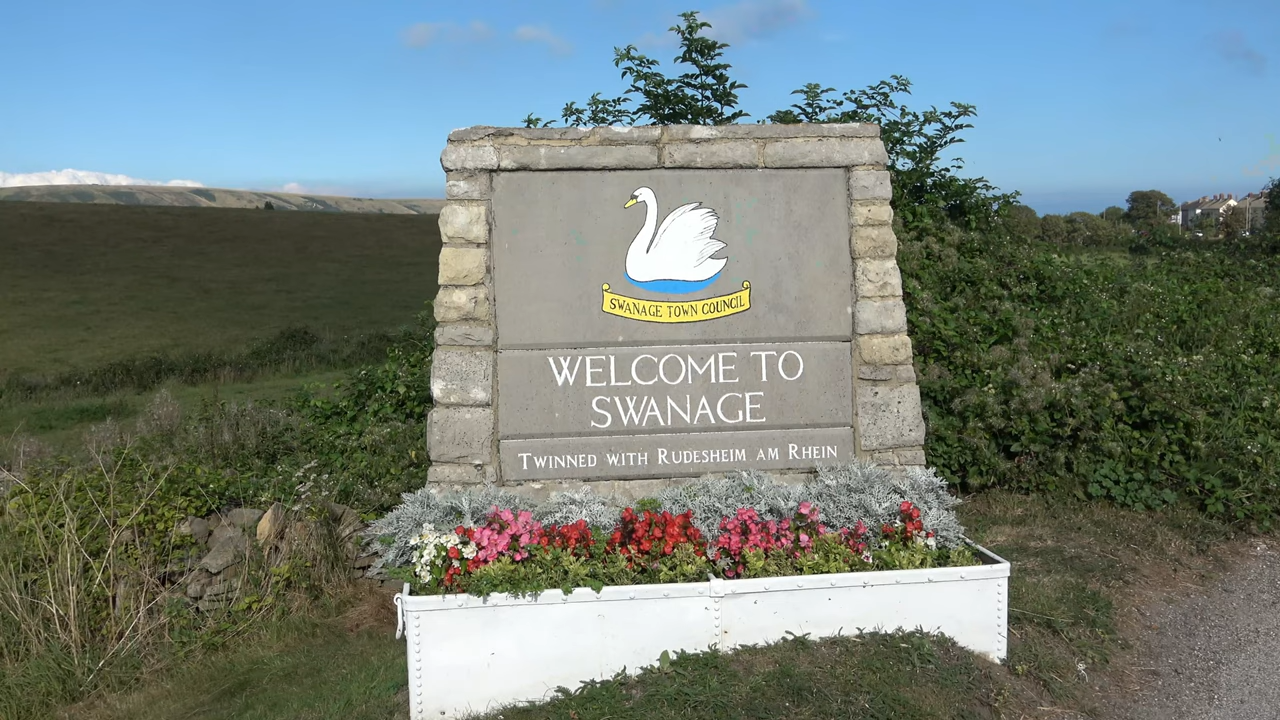 SWANAGE TOWN COUNCIL
WELCOME TO
SWANAGE
TWINNED WITH RUDESHEIM AM RHEIN